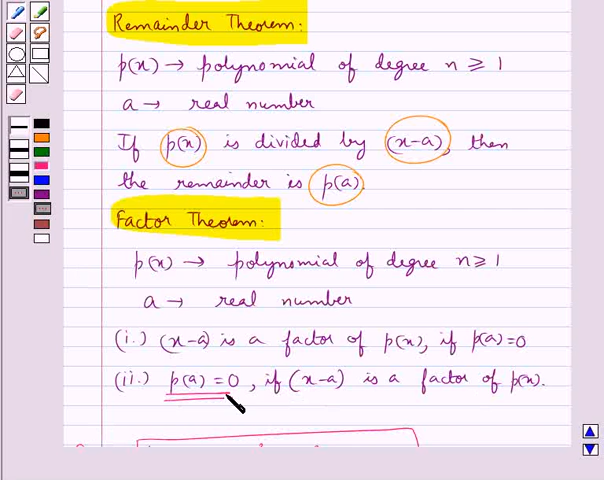 Remainder Theorem:
p(x) → polynomial of degree n ≥ 1
a → real number
If p(x) is divided by (x-a), then
the remainder is p(a).
Factor Theorem:
p(x) → polynomial of degree n ≥ 1
a → real number
(i.) (x-a) is a factor of p(x), if p(a)=0
(ii.) p(a) = 0, if (x-a) is a factor of p(x).